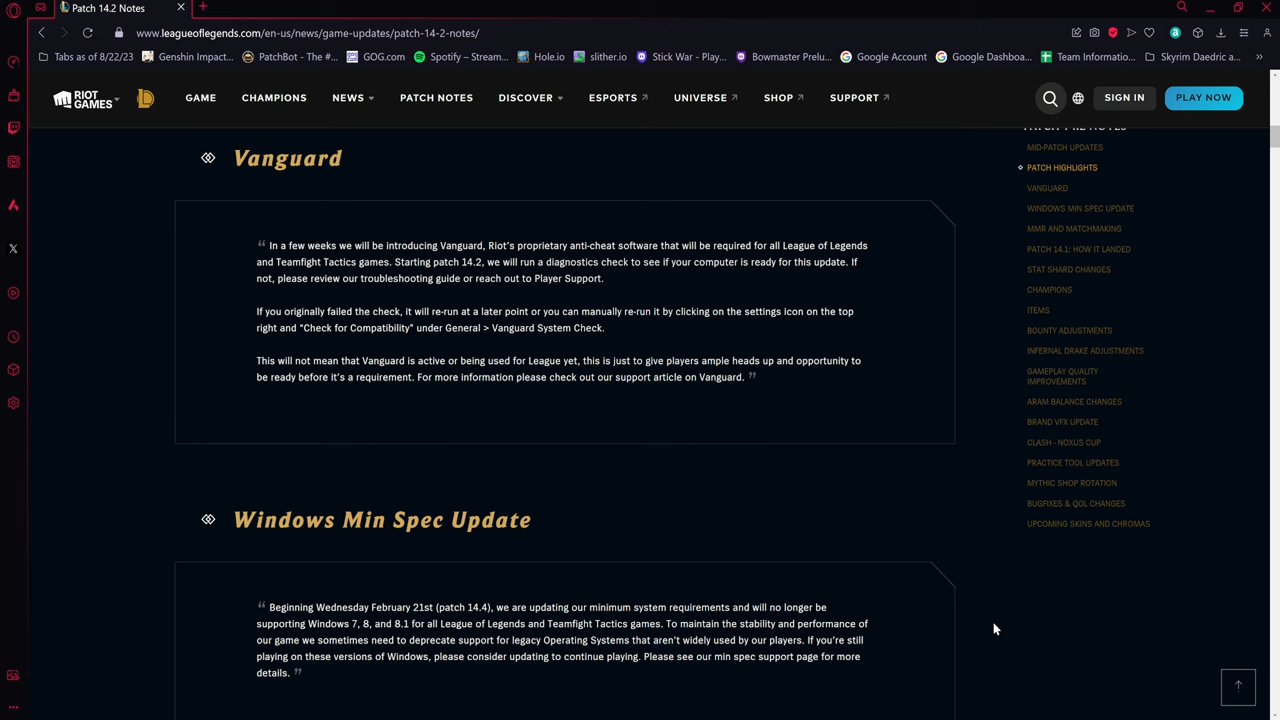 Patch 14.2 Notes
www.leagueoflegends.com/en-us/news/game-updates/patch-14-2-notes/
Tabs as of 8/22/23
Genshin Impact...
PatchBot - The #...
GOG.com
Spotify – Stream...
Hole.io
slither.io
Stick War - Play...
Bowmaster Prelu...
Google Account
Google Dashboa...
Team Informatio...
Skyrim Daedric a...
RIOT GAMES
GAME
CHAMPIONS
NEWS
PATCH NOTES
DISCOVER
ESPORTS
UNIVERSE
SHOP
SUPPORT
SIGN IN
PLAY NOW
Vanguard
“ In a few weeks we will be introducing Vanguard, Riot’s proprietary anti-cheat software that will be required for all League of Legends
and Teamfight Tactics games. Starting patch 14.2, we will run a diagnostics check to see if your computer is ready for this update. If
not, please review our troubleshooting guide or reach out to Player Support.
If you originally failed the check, it will re-run at a later point or you can manually re-run it by clicking on the settings icon on the top
right and "Check for Compatibility" under General > Vanguard System Check.
This will not mean that Vanguard is active or being used for League yet, this is just to give players ample heads up and opportunity to
be ready before it’s a requirement. For more information please check out our support article on Vanguard. ”
Windows Min Spec Update
“ Beginning Wednesday February 21st (patch 14.4), we are updating our minimum system requirements and will no longer be
supporting Windows 7, 8, and 8.1 for all League of Legends and Teamfight Tactics games. To maintain the stability and performance of
our game we sometimes need to deprecate support for legacy Operating Systems that aren’t widely used by our players. If you’re still
playing on these versions of Windows, please consider updating to continue playing. Please see our min spec support page for more
details. ”
PATCH 14.2 NOTES
MID-PATCH UPDATES
PATCH HIGHLIGHTS
VANGUARD
WINDOWS MIN SPEC UPDATE
MMR AND MATCHMAKING
PATCH 14.1: HOW IT LANDED
STAT SHARD CHANGES
CHAMPIONS
ITEMS
BOUNTY ADJUSTMENTS
INFERNAL DRAKE ADJUSTMENTS
GAMEPLAY QUALITY
IMPROVEMENTS
ARAM BALANCE CHANGES
BRAND VFX UPDATE
CLASH - NOXUS CUP
PRACTICE TOOL UPDATES
MYTHIC SHOP ROTATION
BUGFIXES & QOL CHANGES
UPCOMING SKINS AND CHROMAS